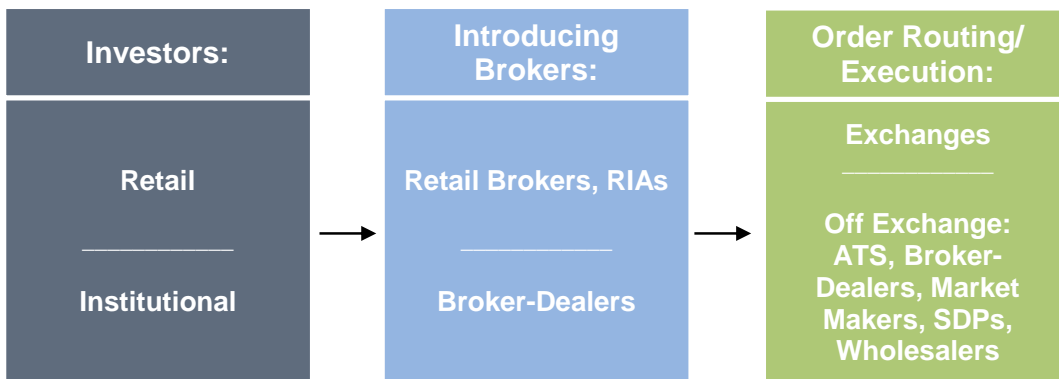 Investors:
Retail
Institutional
Introducing
Brokers:
Retail Brokers, RIAs
Broker-Dealers
Order Routing/
Execution:
Exchanges
Off Exchange:
ATS, Broker-
Dealers, Market
Makers, SDPs,
Wholesalers